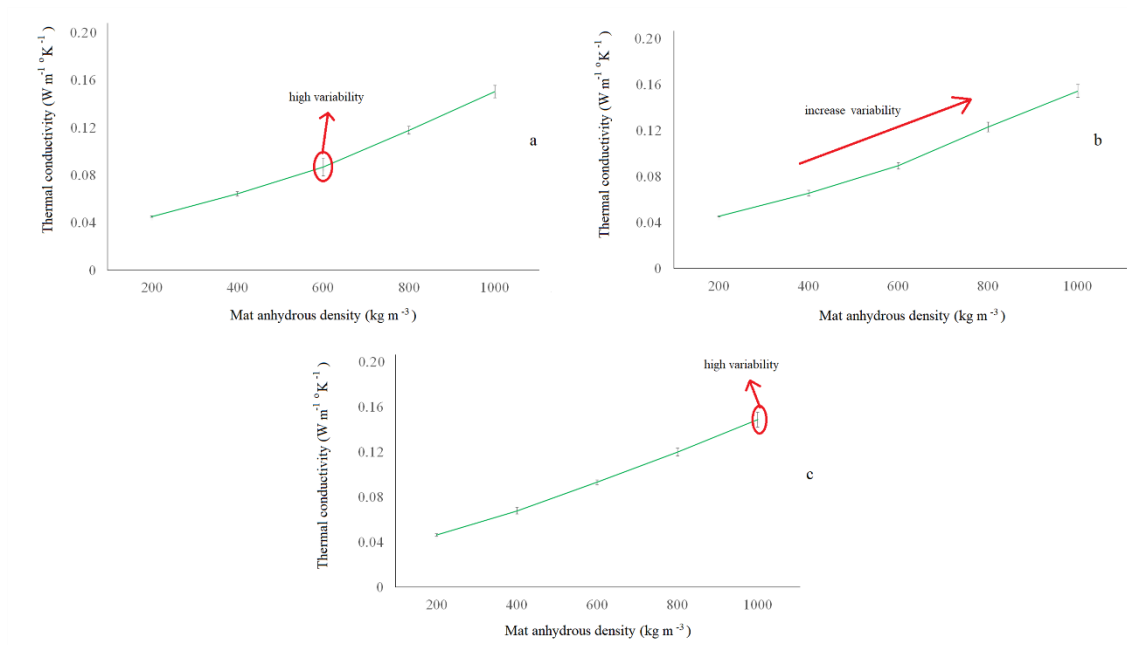 Thermal conductivity (W m⁻¹ °K⁻¹)
0.20
0.16
0.12
0.08
0.04
0
high variability
a
200 400 600 800 1000
Mat anhydrous density (kg m⁻³)
Thermal conductivity (W m⁻¹ °K⁻¹)
0.20
0.16
0.12
0.08
0.04
0
increase variability
b
200 400 600 800 1000
Mat anhydrous density (kg m⁻³)
Thermal conductivity (W m⁻¹ °K⁻¹)
0.20
0.16
0.12
0.08
0.04
0
high variability
c
200 400 600 800 1000
Mat anhydrous density (kg m⁻³)